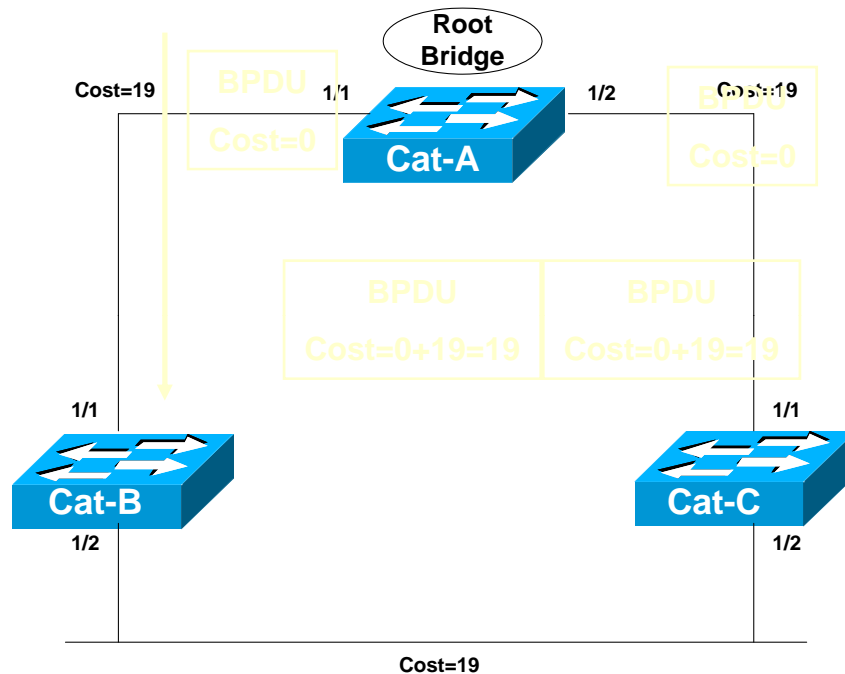 Root
Bridge
Cost=19
BPDU
Cost=0
1/1
1/2
Cost=19
BPDU
Cost=0
Cat-A
BPDU
Cost=0+19=19
BPDU
Cost=0+19=19
1/1
1/1
Cat-B
Cat-C
1/2
1/2
Cost=19